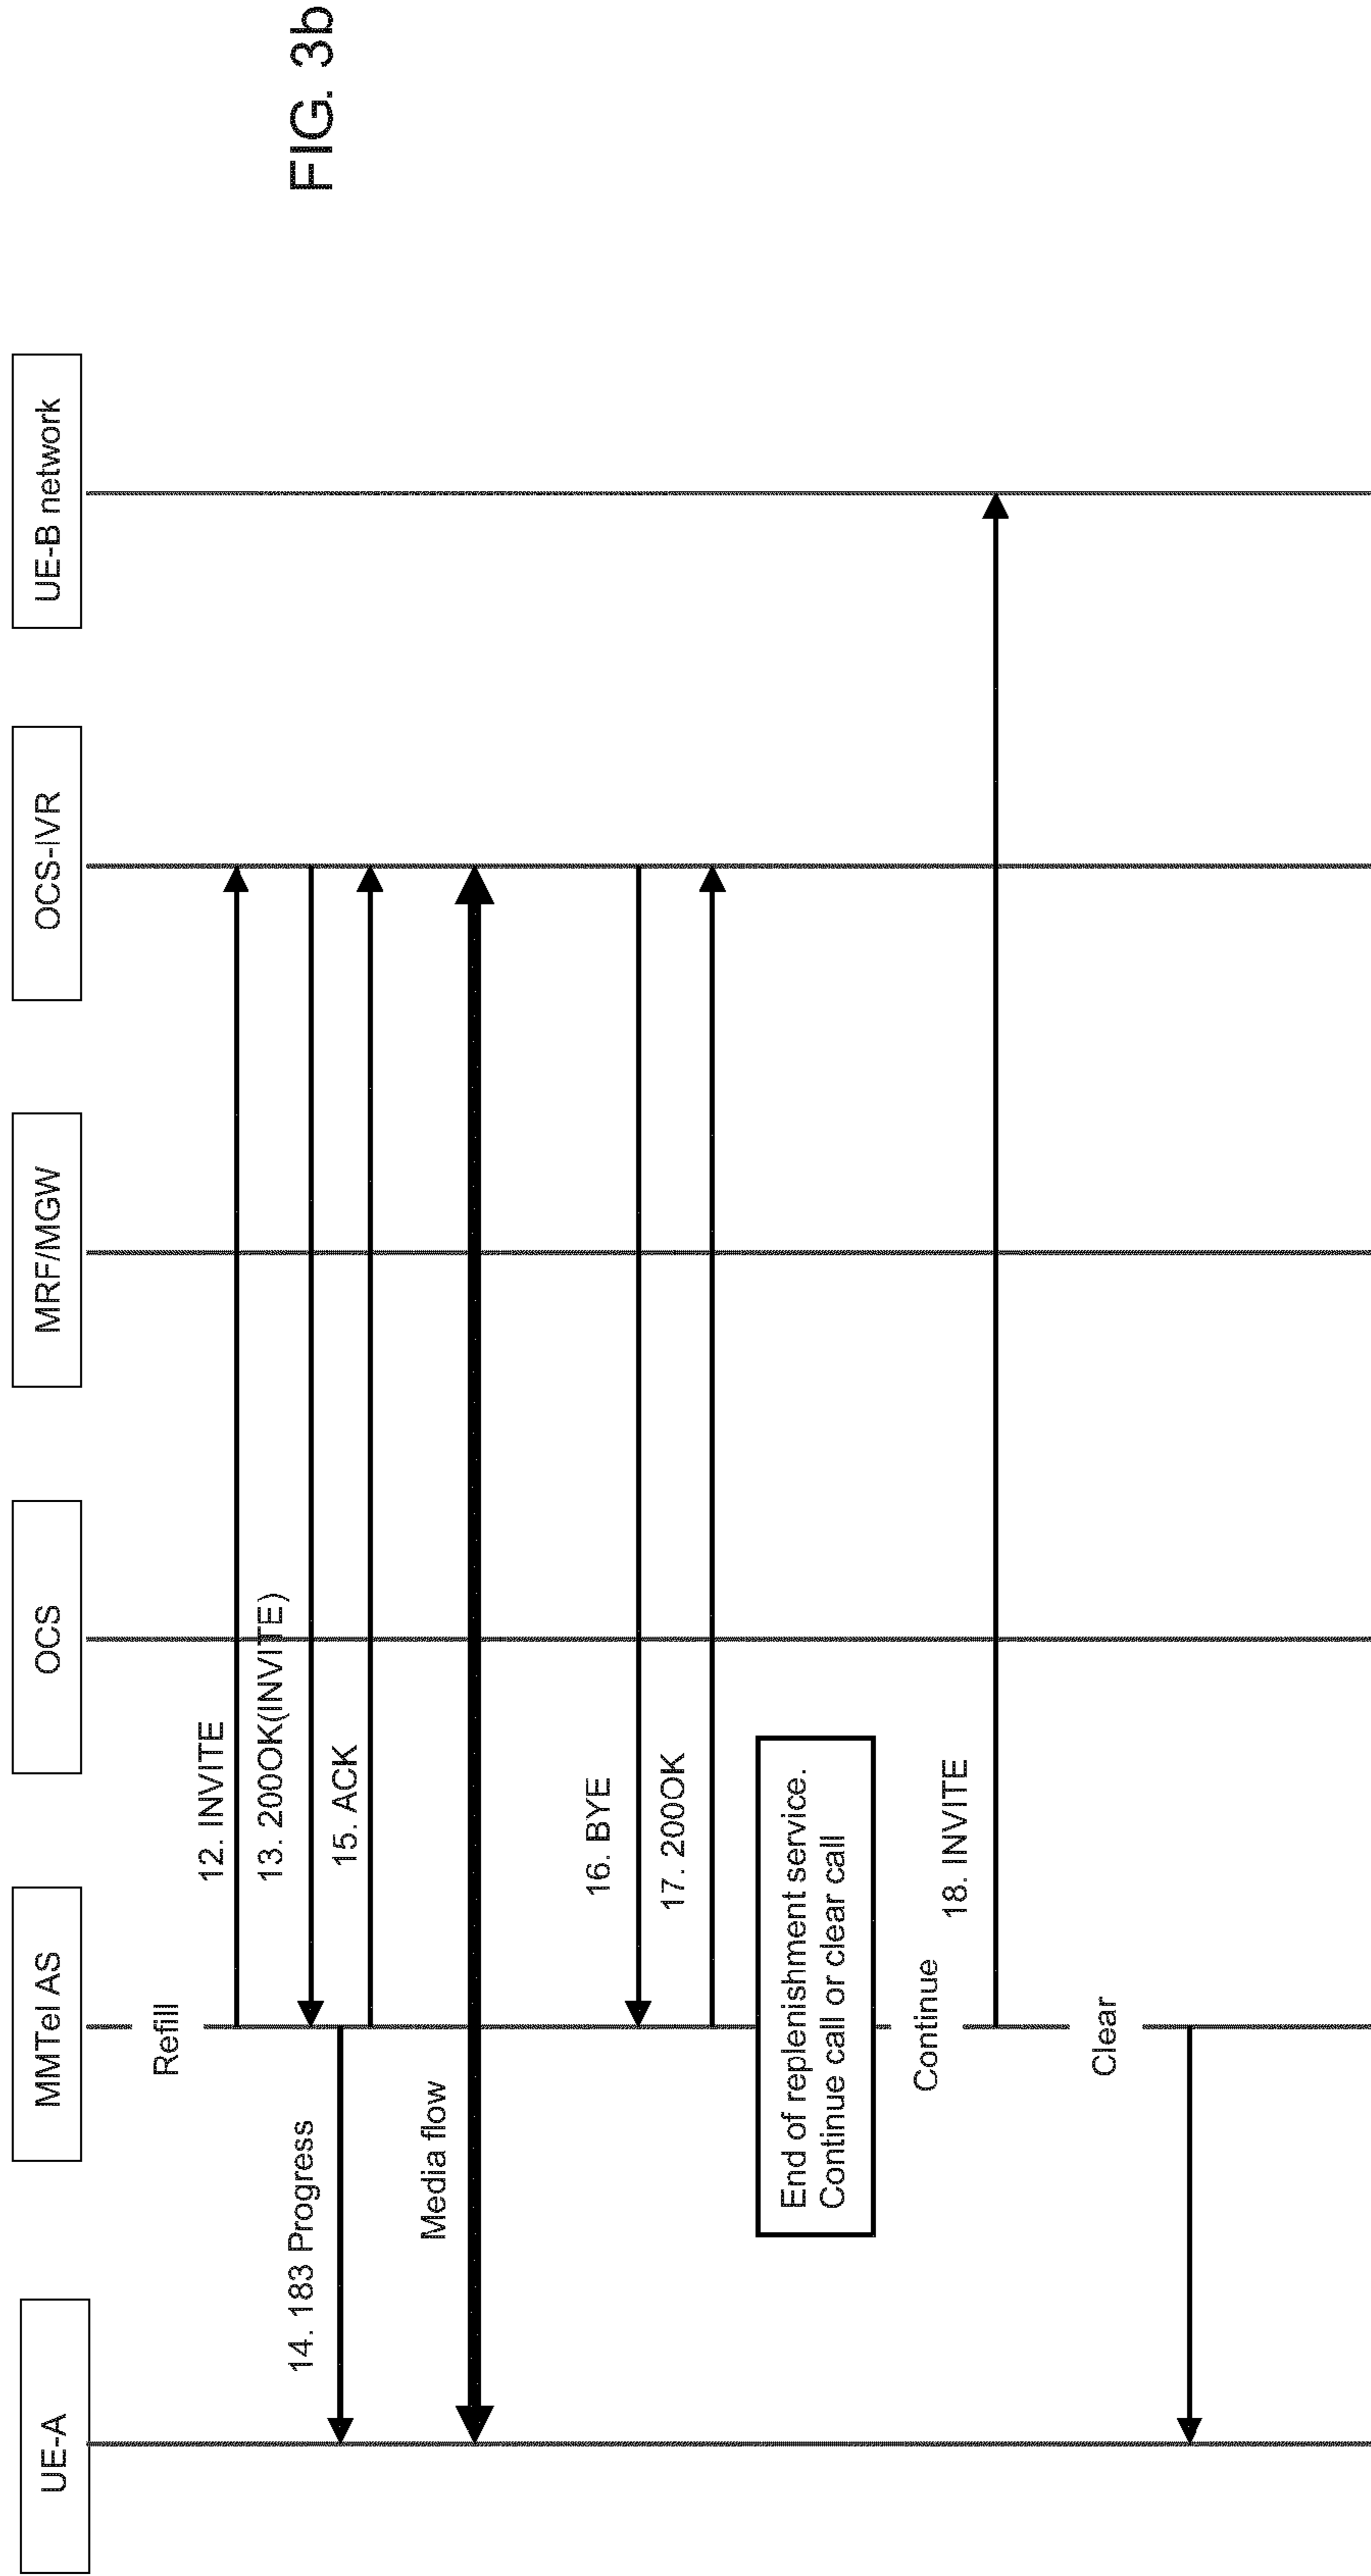 FIG. 3b
UE-A
MMTel AS
OCS
MRF/MGW
OCS-IVR
UE-B network
Refill
12. INVITE
13. 200OK(INVITE)
14. 183 Progress
15. ACK
Media flow
16. BYE
17. 200OK
End of replenishment service.
Continue call or clear call
Continue
18. INVITE
Clear